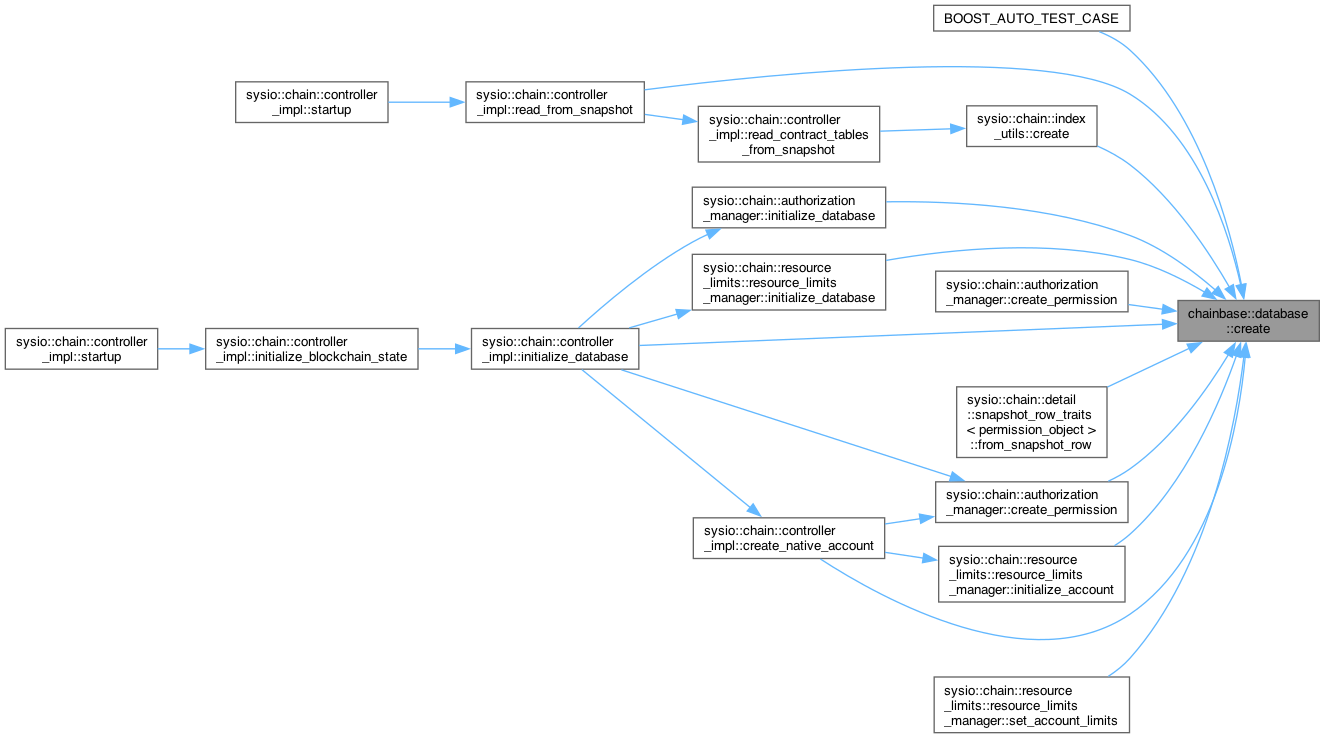 BOOST_AUTO_TEST_CASE
sysio::chain::controller
_impl::startup
sysio::chain::controller
_impl::read_from_snapshot
sysio::chain::controller
_impl::read_contract_tables
_from_snapshot
sysio::chain::index
_utils::create
sysio::chain::authorization
_manager::initialize_database
sysio::chain::resource
_limits::resource_limits
_manager::initialize_database
sysio::chain::authorization
_manager::create_permission
chainbase::database
::create
sysio::chain::controller
_impl::startup
sysio::chain::controller
_impl::initialize_blockchain_state
sysio::chain::controller
_impl::initialize_database
sysio::chain::detail
::snapshot_row_traits
< permission_object >
::from_snapshot_row
sysio::chain::authorization
_manager::create_permission
sysio::chain::controller
_impl::create_native_account
sysio::chain::resource
_limits::resource_limits
_manager::initialize_account
sysio::chain::resource
_limits::resource_limits
_manager::set_account_limits